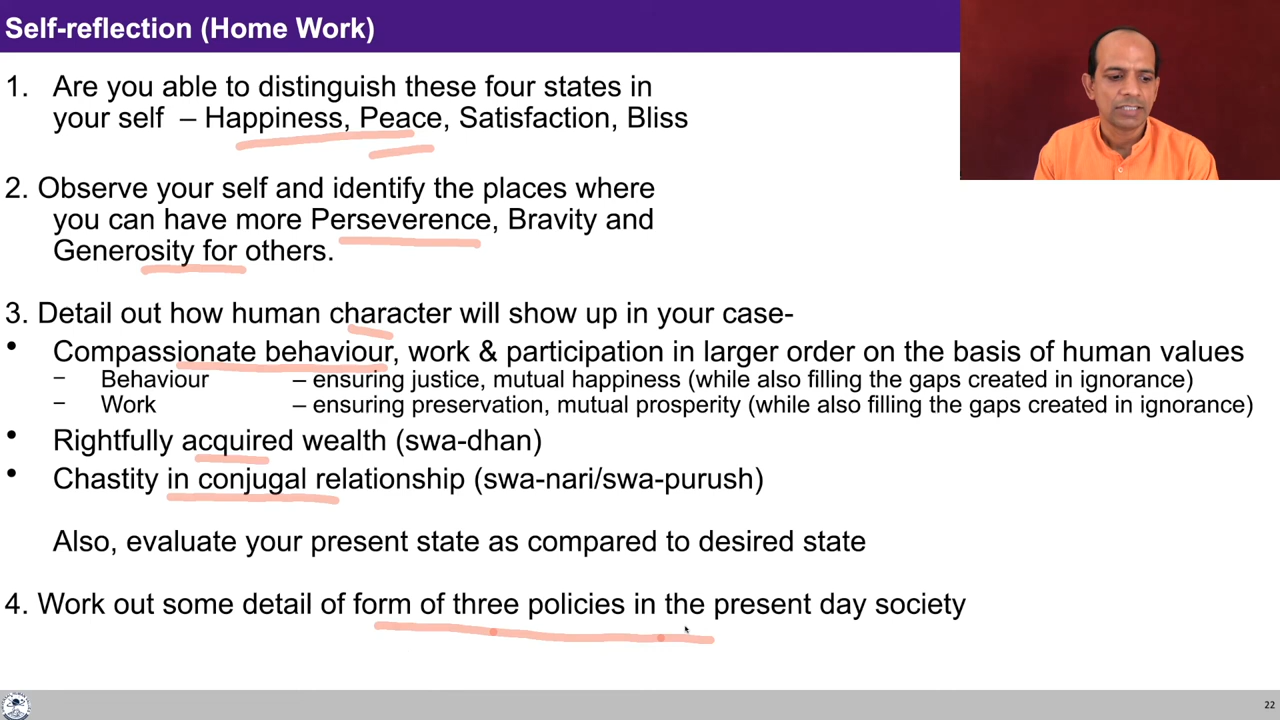 Self-reflection (Home Work)
1. Are you able to distinguish these four states in
your self – Happiness, Peace, Satisfaction, Bliss
2. Observe your self and identify the places where
you can have more Perseverence, Bravity and
Generosity for others.
3. Detail out how human character will show up in your case-
• Compassionate behaviour, work & participation in larger order on the basis of human values
– Behaviour – ensuring justice, mutual happiness (while also filling the gaps created in ignorance)
– Work – ensuring preservation, mutual prosperity (while also filling the gaps created in ignorance)
• Rightfully acquired wealth (swa-dhan)
• Chastity in conjugal relationship (swa-nari/swa-purush)
Also, evaluate your present state as compared to desired state
4. Work out some detail of form of three policies in the present day society
22